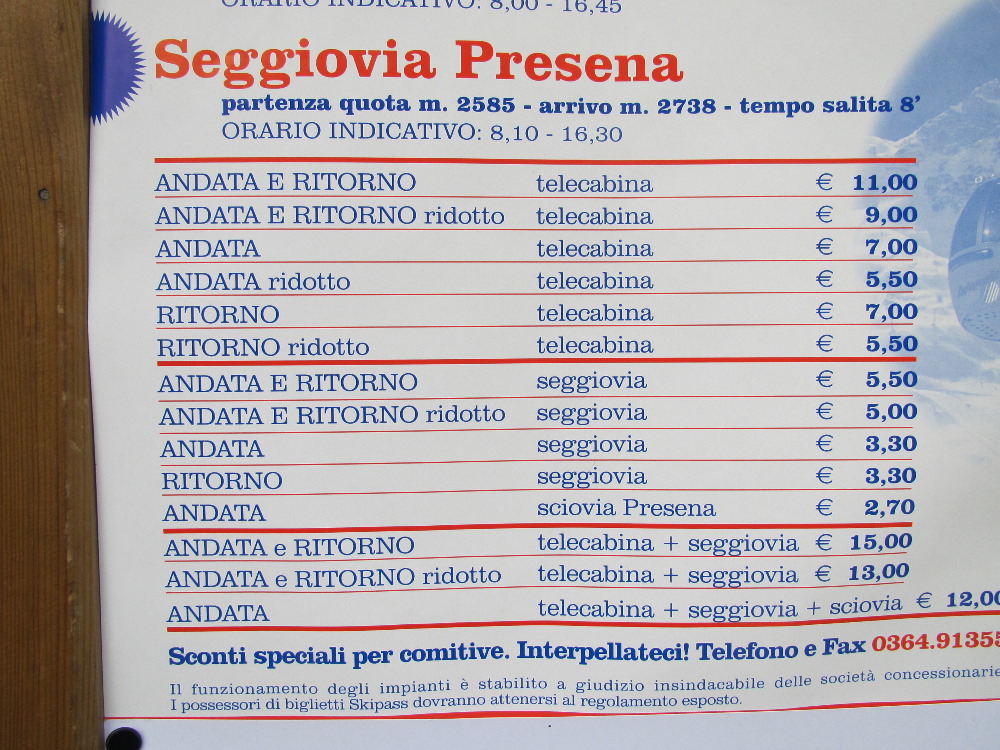 ORARIO INDICATIVO: 8,00 - 16,45
Seggiovia Presena
partenza quota m. 2585 - arrivo m. 2738 - tempo salita 8'
ORARIO INDICATIVO: 8,10 - 16,30
ANDATA E RITORNO telecabina € 11,00
ANDATA E RITORNO ridotto telecabina € 9,00
ANDATA telecabina € 7,00
ANDATA ridotto telecabina € 5,50
RITORNO telecabina € 7,00
RITORNO ridotto telecabina € 5,50
ANDATA E RITORNO seggiovia € 5,50
ANDATA E RITORNO ridotto seggiovia € 5,00
ANDATA seggiovia € 3,30
RITORNO seggiovia € 3,30
ANDATA sciovia Presena € 2,70
ANDATA e RITORNO telecabina + seggiovia € 15,00
ANDATA e RITORNO ridotto telecabina + seggiovia € 13,00
ANDATA telecabina + seggiovia + sciovia € 12,00
Sconti speciali per comitive. Interpellateci! Telefono e Fax 0364.91355
Il funzionamento degli impianti è stabilito a giudizio insindacabile delle società concessionarie
I possessori di biglietti Skipass dovranno attenersi al regolamento esposto.